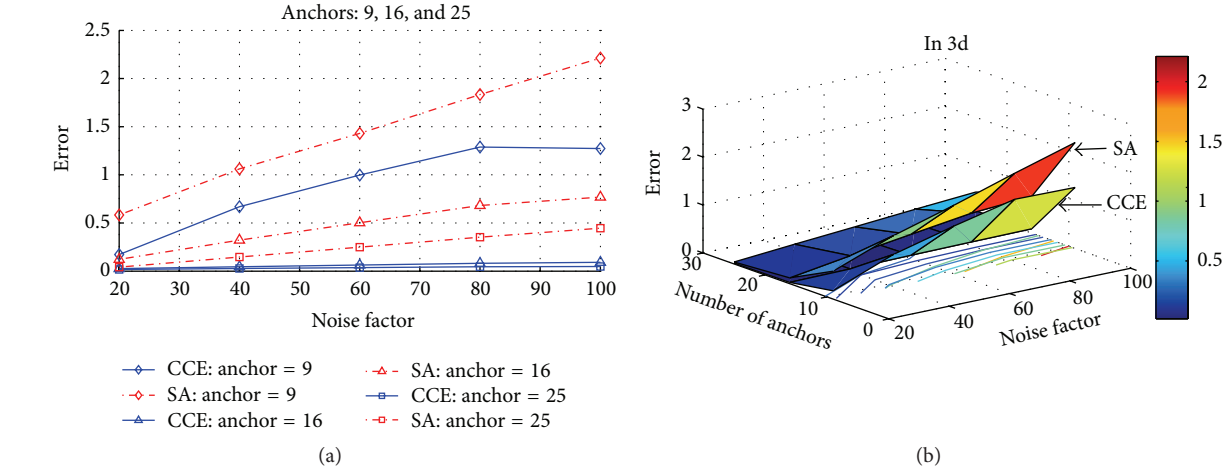 Anchors: 9, 16, and 25
2.5
2
1.5
1
0.5
0
Error
20 30 40 50 60 70 80 90 100
Noise factor
CCE: anchor = 9
SA: anchor = 9
CCE: anchor = 16
SA: anchor = 16
CCE: anchor = 25
SA: anchor = 25
(a)
In 3d
3
2
1
0
Error
30
20
10
0
Number of anchors
20
40
60
80
100
Noise factor
SA
CCE
2
1.5
1
0.5
(b)